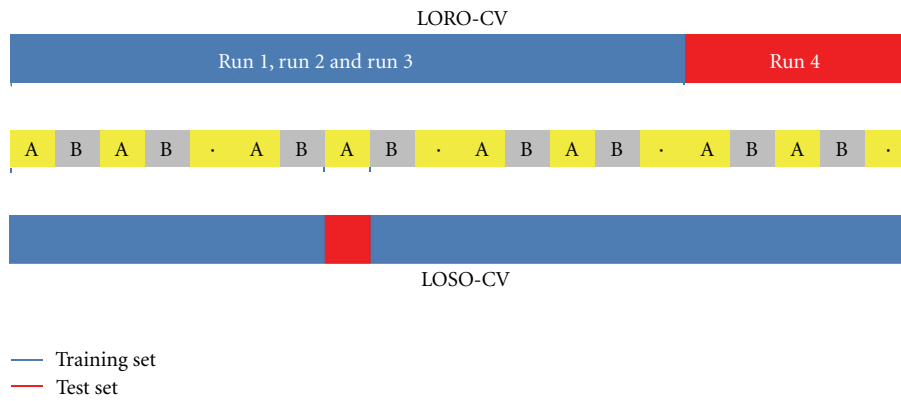 LORO-CV
Run 1, run 2 and run 3 Run 4
A B A B · A B A B · A B A B · A B A B ·
LOSO-CV
Training set
Test set